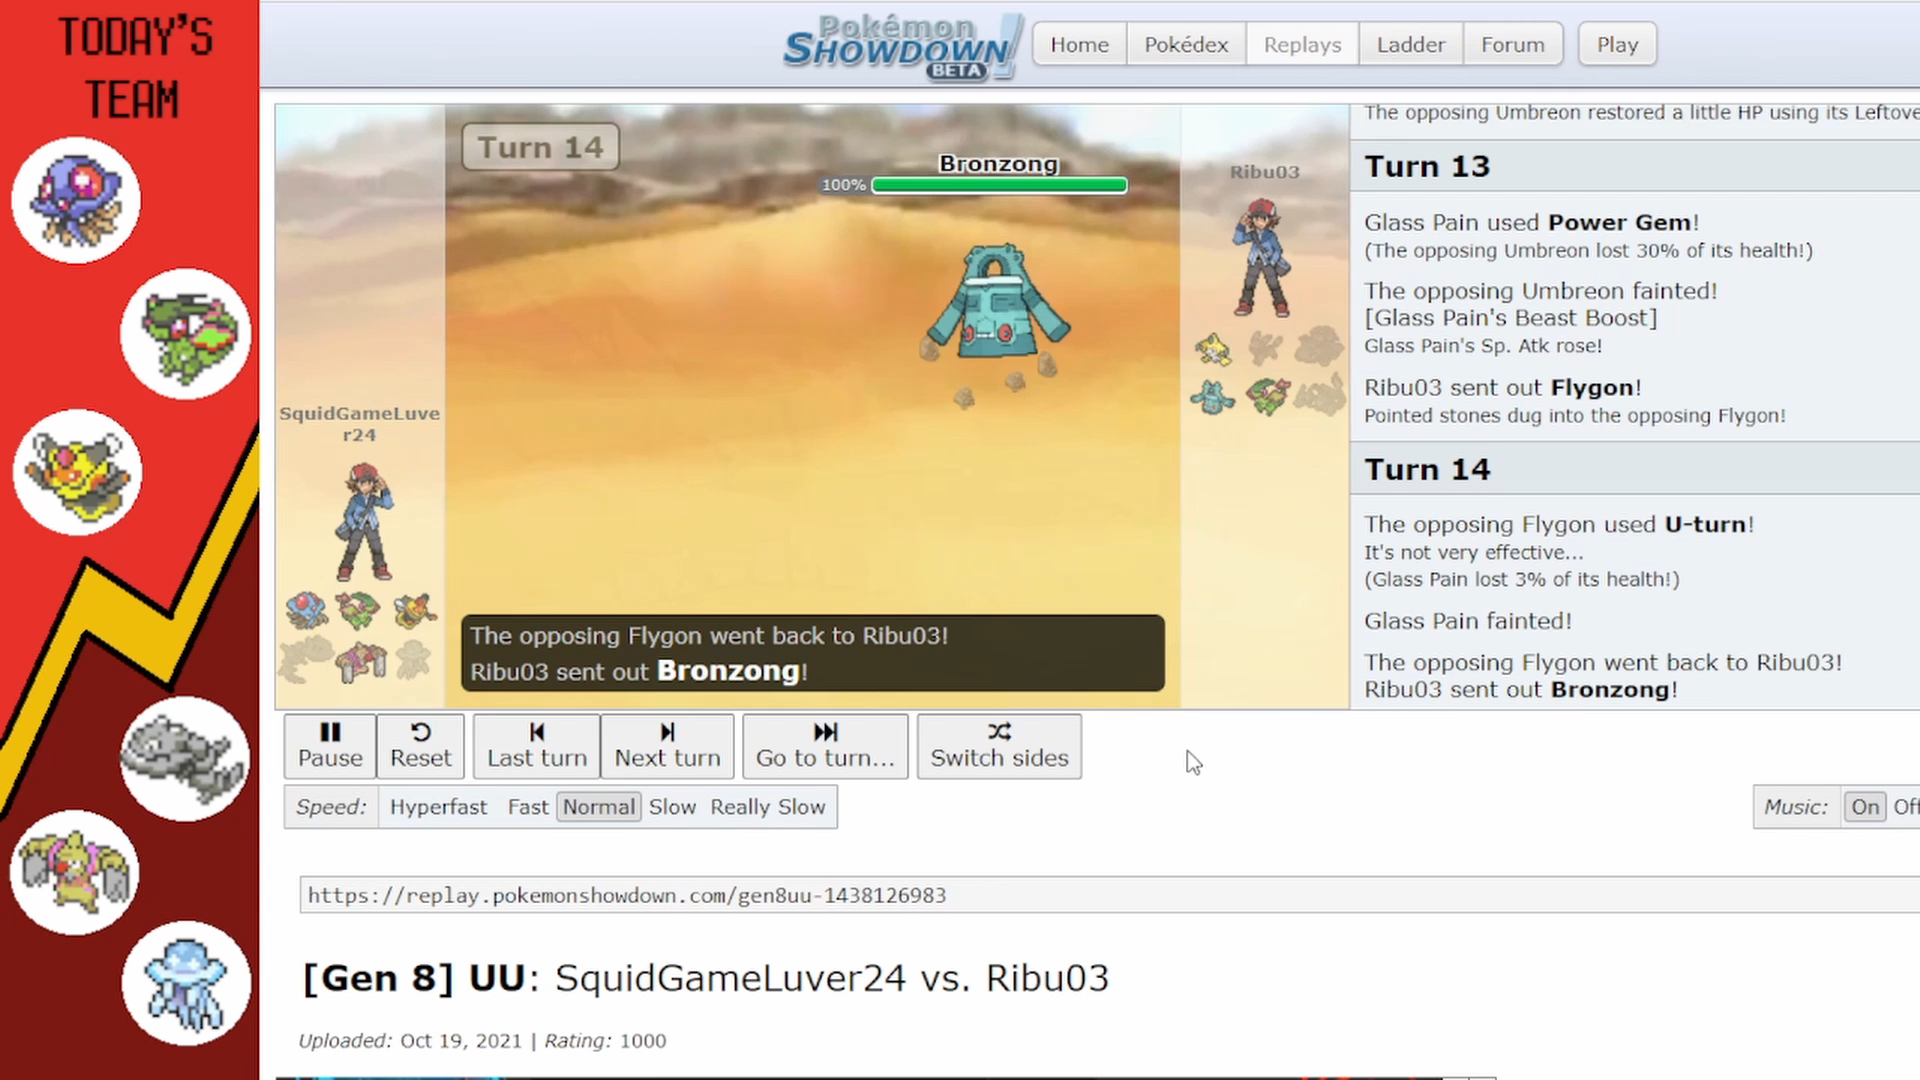 TODAY'S
TEAM
Pokémon
SHOWDOWN!
BETA
Home
Pokédex
Replays
Ladder
Forum
Play
Turn 14
Bronzong
100%
Ribu03
SquidGameLuve
r24
The opposing Flygon went back to Ribu03!
Ribu03 sent out Bronzong!
The opposing Umbreon restored a little HP using its Leftove
Turn 13
Glass Pain used Power Gem!
(The opposing Umbreon lost 30% of its health!)
The opposing Umbreon fainted!
[Glass Pain's Beast Boost]
Glass Pain's Sp. Atk rose!
Ribu03 sent out Flygon!
Pointed stones dug into the opposing Flygon!
Turn 14
The opposing Flygon used U-turn!
It's not very effective...
(Glass Pain lost 3% of its health!)
Glass Pain fainted!
The opposing Flygon went back to Ribu03!
Ribu03 sent out Bronzong!
Pause
Reset
Last turn
Next turn
Go to turn...
Switch sides
Speed: Hyperfast Fast Normal Slow Really Slow
Music: On Off
https://replay.pokemonshowdown.com/gen8uu-1438126983
[Gen 8] UU: SquidGameLuver24 vs. Ribu03
Uploaded: Oct 19, 2021 | Rating: 1000